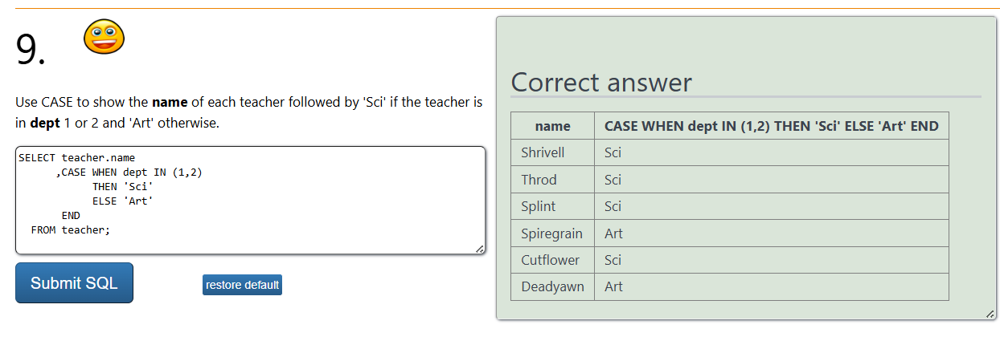 9.
Use CASE to show the name of each teacher followed by 'Sci' if the teacher is
in dept 1 or 2 and 'Art' otherwise.
SELECT teacher.name
,CASE WHEN dept IN (1,2)
THEN 'Sci'
ELSE 'Art'
END
FROM teacher;
Submit SQL
restore default
Correct answer
name CASE WHEN dept IN (1,2) THEN 'Sci' ELSE 'Art' END
Shrivell Sci
Throd Sci
Splint Sci
Spiregrain Art
Cutflower Sci
Deadyawn Art